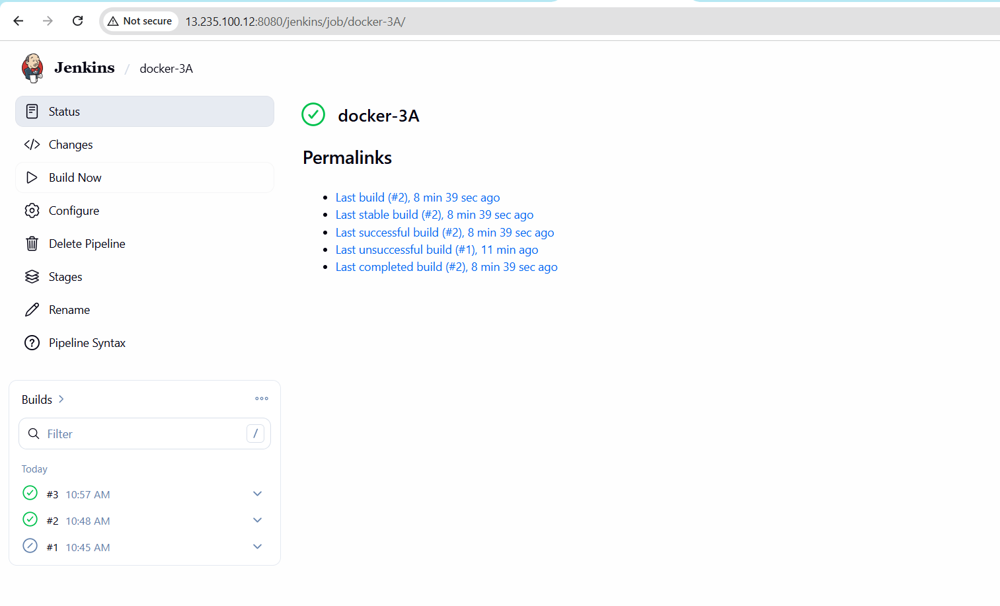 Not secure 13.235.100.12:8080/jenkins/job/docker-3A/
Jenkins / docker-3A
Status
Changes
Build Now
Configure
Delete Pipeline
Stages
Rename
Pipeline Syntax
docker-3A
Permalinks
Last build (#2), 8 min 39 sec ago
Last stable build (#2), 8 min 39 sec ago
Last successful build (#2), 8 min 39 sec ago
Last unsuccessful build (#1), 11 min ago
Last completed build (#2), 8 min 39 sec ago
Builds
Filter /
Today
#3 10:57 AM
#2 10:48 AM
#1 10:45 AM